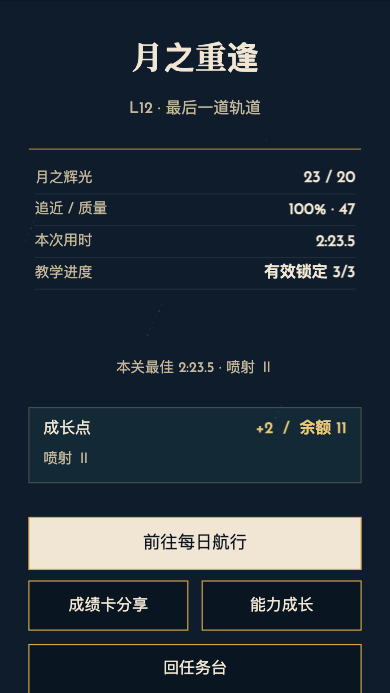 月之重逢
L12 · 最后一道轨道
月之辉光 23 / 20
追近 / 质量 100% · 47
本次用时 2:23.5
教学进度 有效锁定 3/3
本关最佳 2:23.5 · 喷射 II
成长点 +2 / 余额 11
喷射 II
前往每日航行
成绩卡分享 能力成长
回任务台